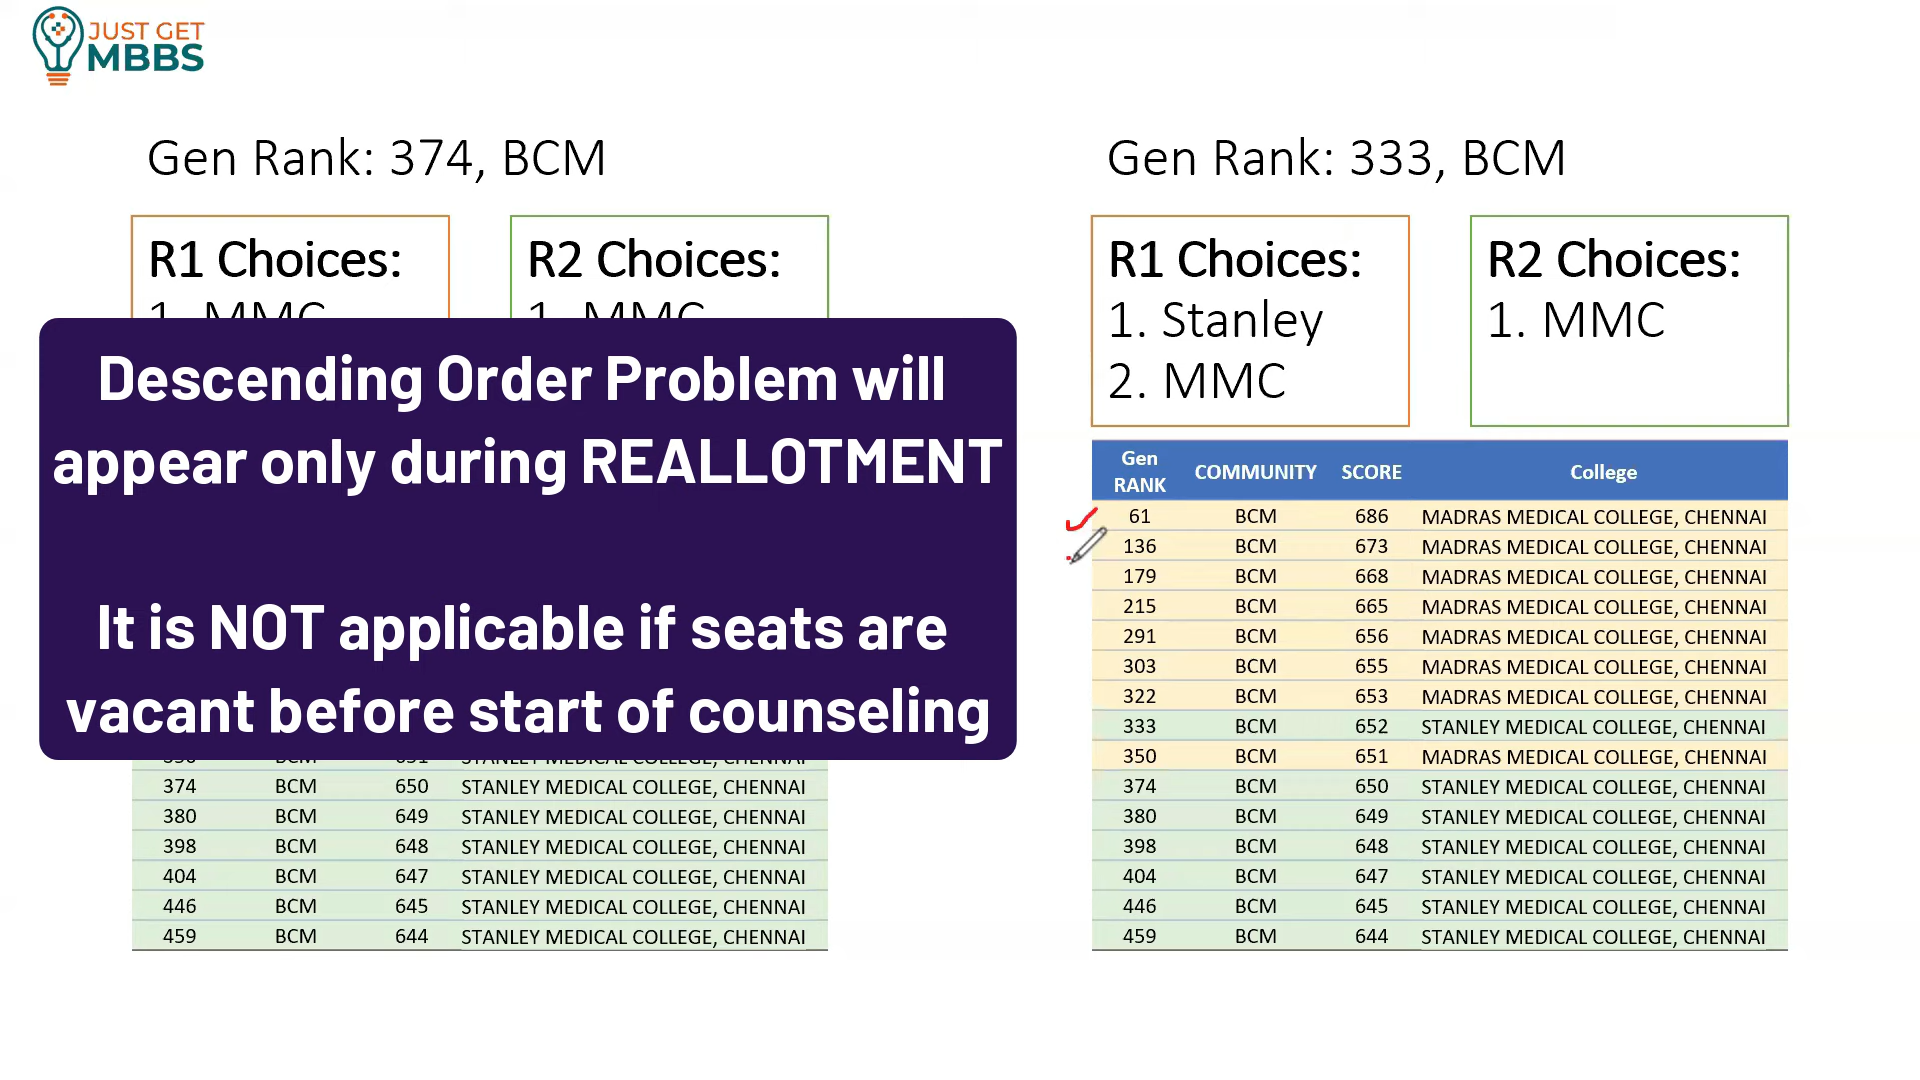 JUST GET
MBBS
Gen Rank: 374, BCM
R1 Choices:
1. MMC
R2 Choices:
1. MMC
Descending Order Problem will
appear only during REALLOTMENT
It is NOT applicable if seats are
vacant before start of counseling
374 BCM 650 STANLEY MEDICAL COLLEGE, CHENNAI
380 BCM 649 STANLEY MEDICAL COLLEGE, CHENNAI
398 BCM 648 STANLEY MEDICAL COLLEGE, CHENNAI
404 BCM 647 STANLEY MEDICAL COLLEGE, CHENNAI
446 BCM 645 STANLEY MEDICAL COLLEGE, CHENNAI
459 BCM 644 STANLEY MEDICAL COLLEGE, CHENNAI
Gen Rank: 333, BCM
R1 Choices:
1. Stanley
2. MMC
R2 Choices:
1. MMC
Gen RANK COMMUNITY SCORE College
61 BCM 686 MADRAS MEDICAL COLLEGE, CHENNAI
136 BCM 673 MADRAS MEDICAL COLLEGE, CHENNAI
179 BCM 668 MADRAS MEDICAL COLLEGE, CHENNAI
215 BCM 665 MADRAS MEDICAL COLLEGE, CHENNAI
291 BCM 656 MADRAS MEDICAL COLLEGE, CHENNAI
303 BCM 655 MADRAS MEDICAL COLLEGE, CHENNAI
322 BCM 653 MADRAS MEDICAL COLLEGE, CHENNAI
333 BCM 652 STANLEY MEDICAL COLLEGE, CHENNAI
350 BCM 651 MADRAS MEDICAL COLLEGE, CHENNAI
374 BCM 650 STANLEY MEDICAL COLLEGE, CHENNAI
380 BCM 649 STANLEY MEDICAL COLLEGE, CHENNAI
398 BCM 648 STANLEY MEDICAL COLLEGE, CHENNAI
404 BCM 647 STANLEY MEDICAL COLLEGE, CHENNAI
446 BCM 645 STANLEY MEDICAL COLLEGE, CHENNAI
459 BCM 644 STANLEY MEDICAL COLLEGE, CHENNAI